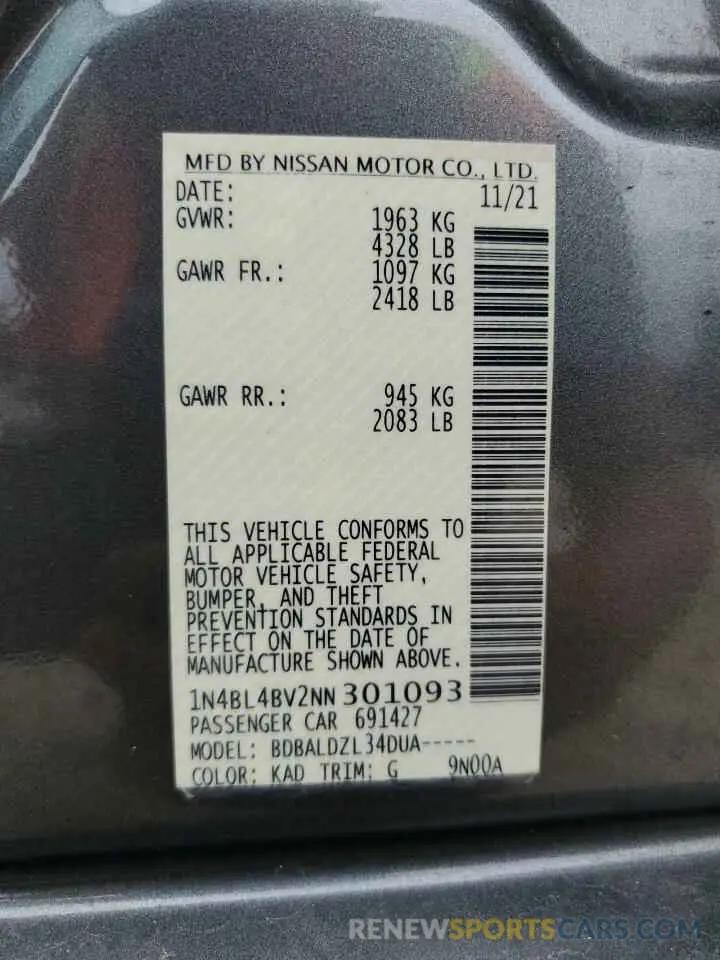 MFD BY NISSAN MOTOR CO., LTD.
DATE: 11/21
GVWR: 1963 KG
4328 LB
GAWR FR.: 1097 KG
2418 LB
GAWR RR.: 945 KG
2083 LB
THIS VEHICLE CONFORMS TO
ALL APPLICABLE FEDERAL
MOTOR VEHICLE SAFETY,
BUMPER, AND THEFT
PREVENTION STANDARDS IN
EFFECT ON THE DATE OF
MANUFACTURE SHOWN ABOVE.
1N4BL4BV2NN301093
PASSENGER CAR 691427
MODEL: BDBALDZL34DUA-----
COLOR: KAD TRIM: G 9N00A
RENEWSPORTSCARS.COM